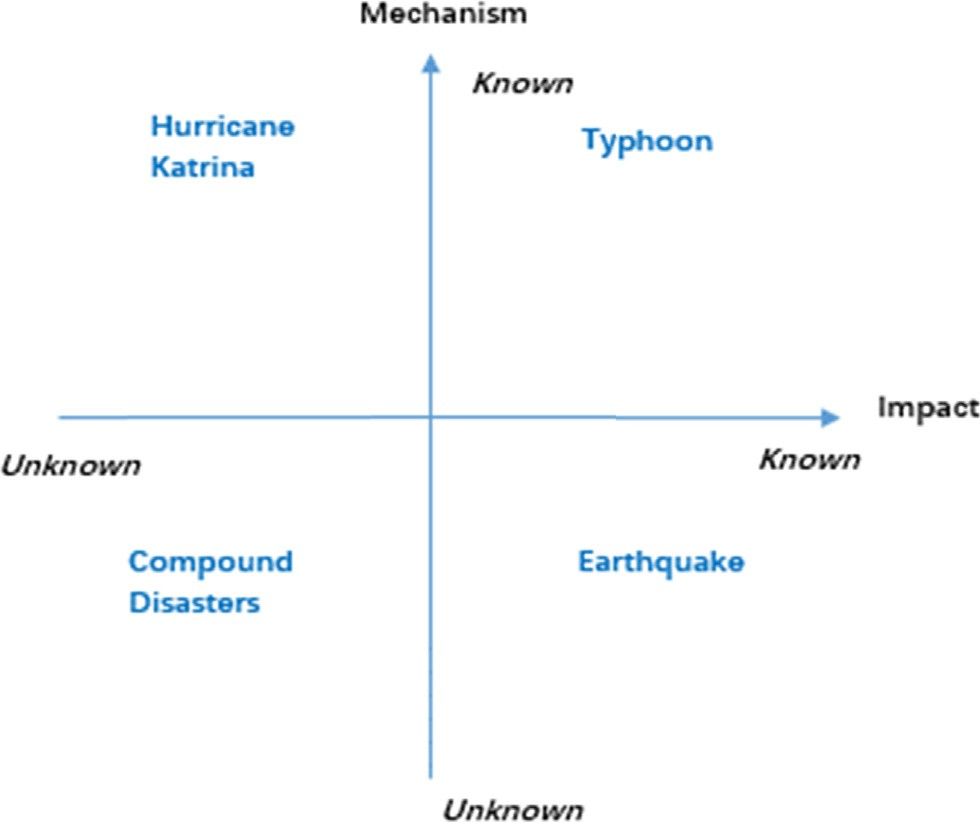 Mechanism
Known
Hurricane
Katrina
Typhoon
Impact
Unknown
Known
Compound
Disasters
Earthquake
Unknown